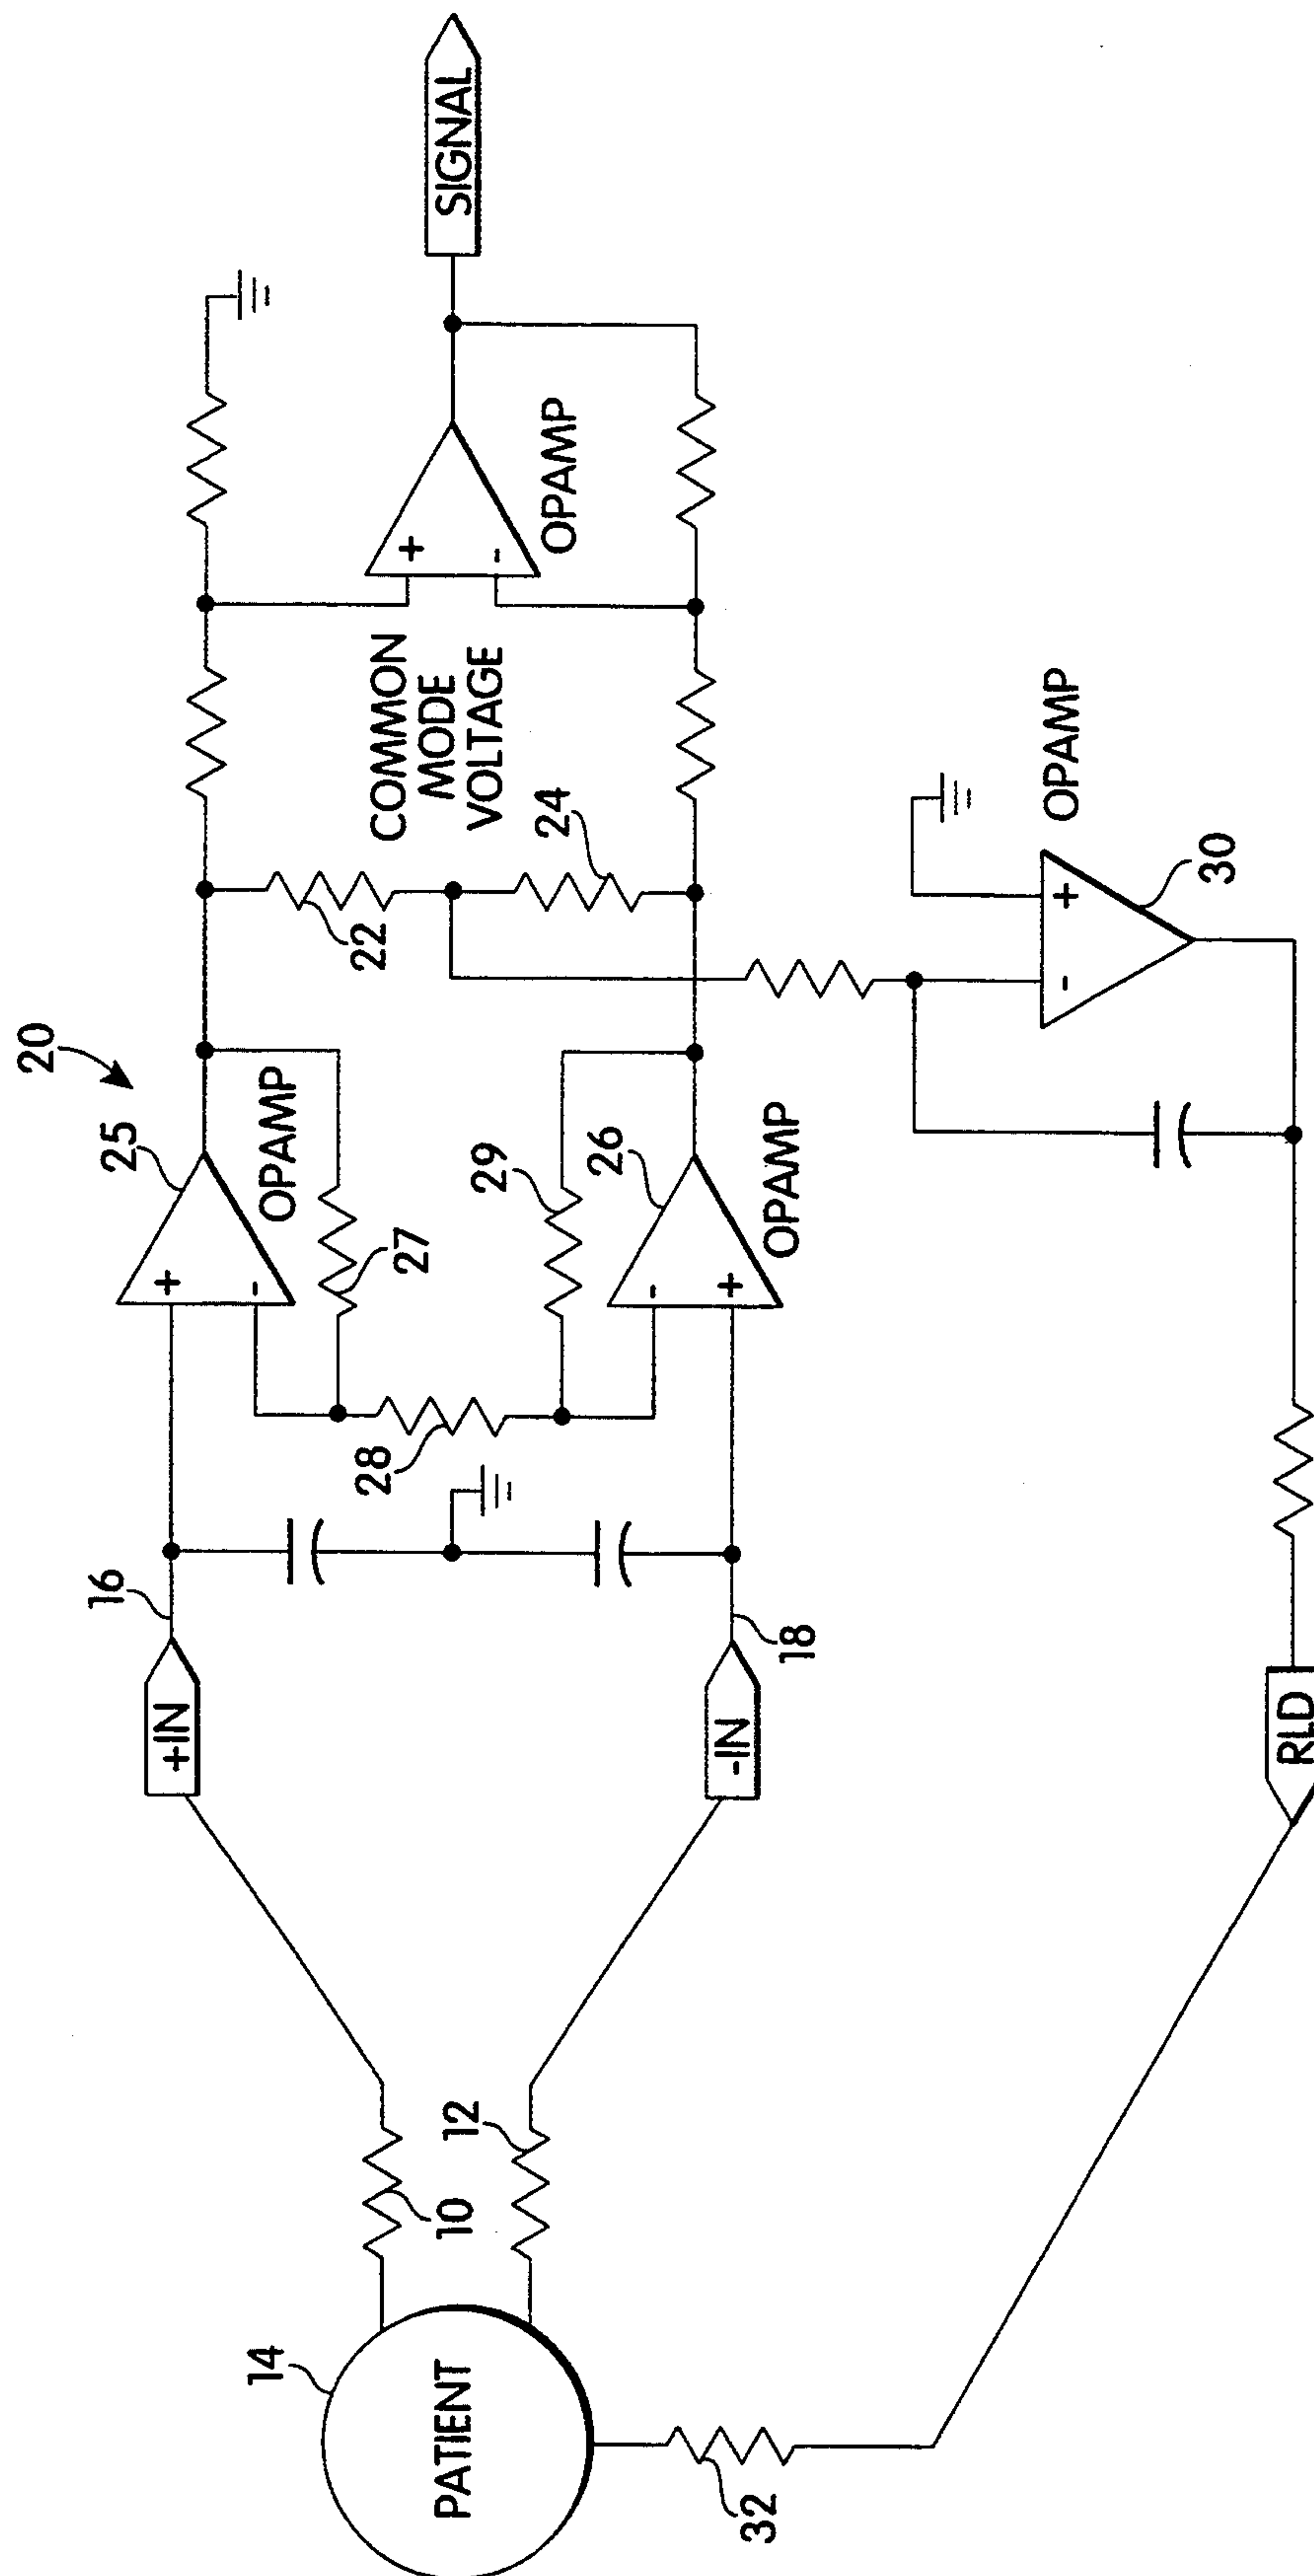 20
25
OPAMP
16
+IN
27
28
29
26
OPAMP
-IN
18
22
24
COMMON
MODE
VOLTAGE
+
-
+
-
-
+
OPAMP
SIGNAL
14
PATIENT
10
12
32
-
+
OPAMP
30
RLD